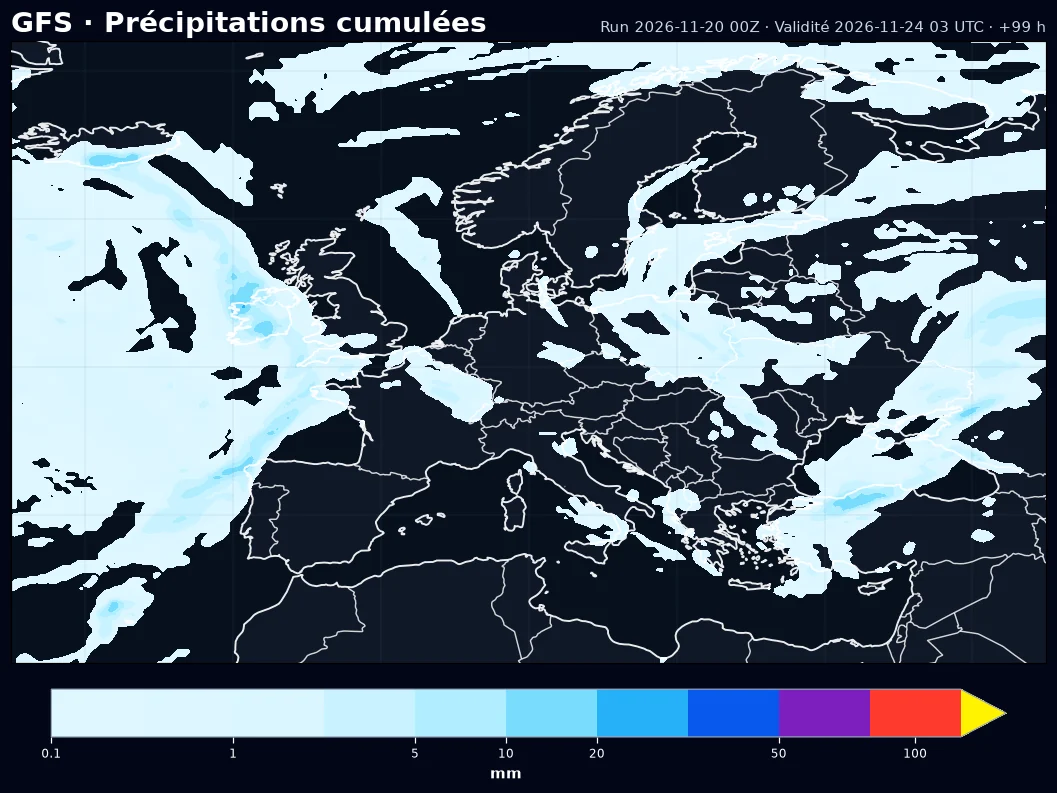 GFS · Précipitations cumulées
Run 2026-11-20 00Z · Validité 2026-11-24 03 UTC · +99 h
0.1 1 5 10 20 50 100
mm